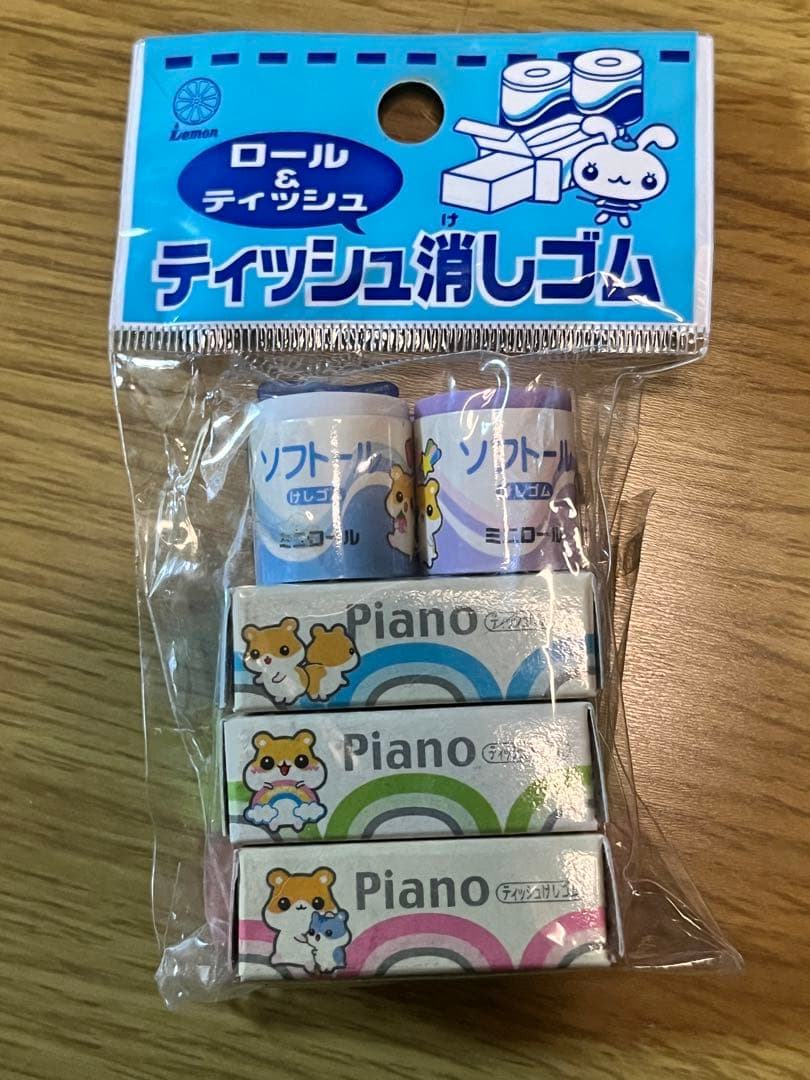 Lemon
ロール
&
ティッシュ
ティッシュ消しゴム
け
ソフトール
けしゴム
ミニロール
ソフトール
けしゴム
ミニロール
Piano
Piano
Piano ティッシュけしゴム